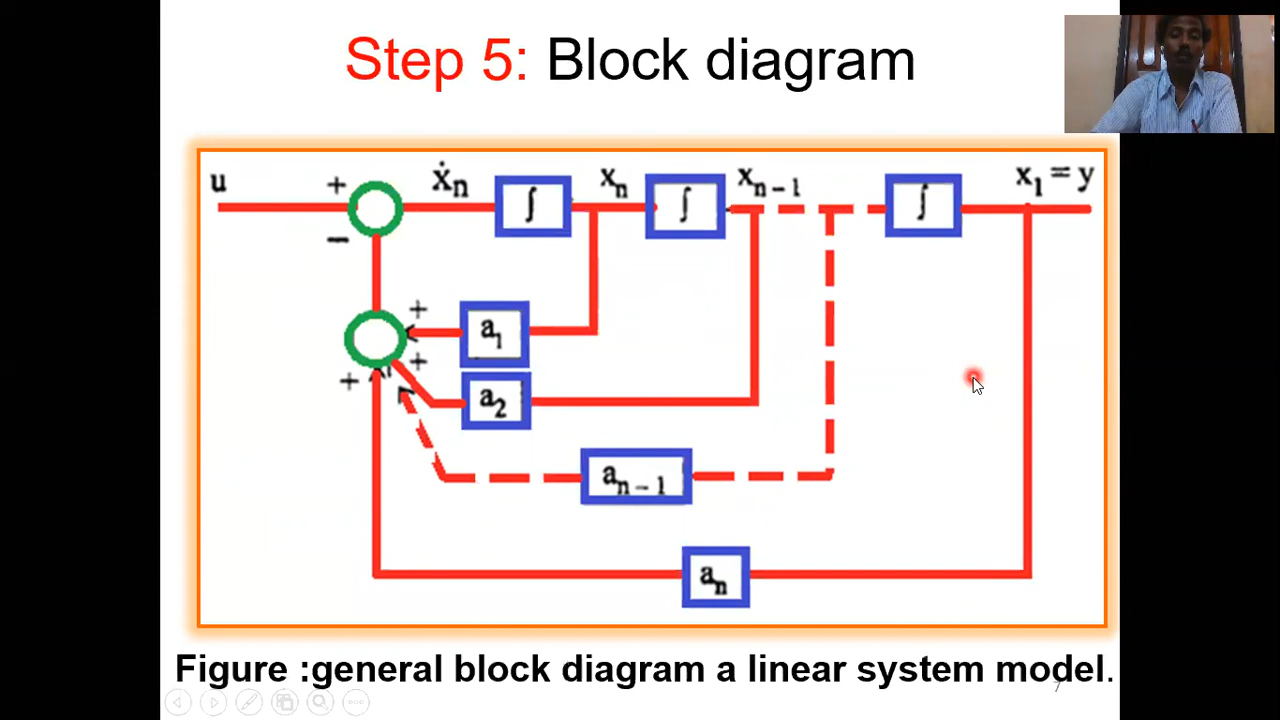 Step 5: Block diagram
u + ẋn ∫ xn ∫ xn−1 ∫ x1 = y
−
+ a1
+
+ a2
an−1
an
Figure :general block diagram a linear system model.
7